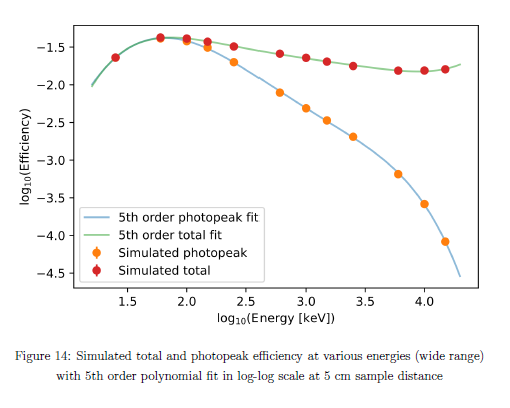 −1.5
−2.0
−2.5
−3.0
−3.5
−4.0
−4.5
log₁₀(Efficiency)
5th order photopeak fit
5th order total fit
Simulated photopeak
Simulated total
1.5 2.0 2.5 3.0 3.5 4.0
log₁₀(Energy [keV])
Figure 14: Simulated total and photopeak efficiency at various energies (wide range)
with 5th order polynomial fit in log-log scale at 5 cm sample distance